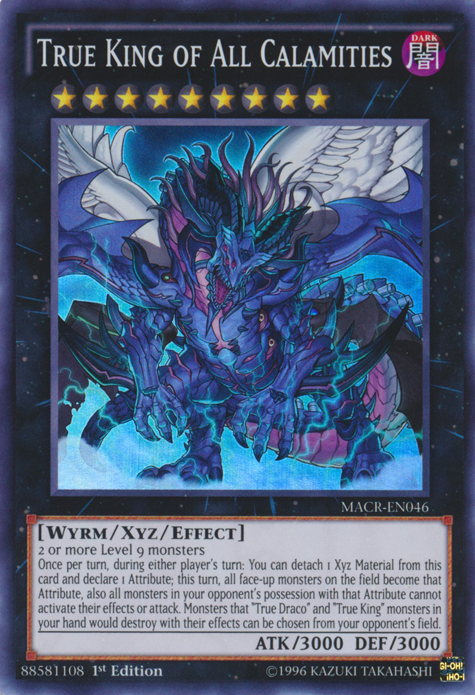 TRUE KING OF ALL CALAMITIES
DARK
闇
MACR-EN046
[WYRM/XYZ/EFFECT]
2 or more Level 9 monsters
Once per turn, during either player's turn: You can detach 1 Xyz Material from this
card and declare 1 Attribute; this turn, all face-up monsters on the field become that
Attribute, also all monsters in your opponent's possession with that Attribute cannot
activate their effects or attack. Monsters that "True Draco" and "True King" monsters in
your hand would destroy with their effects can be chosen from your opponent's field.
ATK/3000 DEF/3000
88581108 1st Edition ©1996 KAZUKI TAKAHASHI
GI-OH!